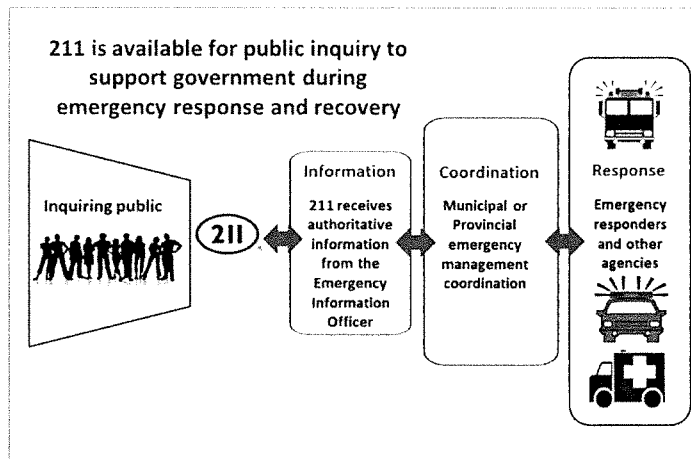 211 is available for public inquiry to
support government during
emergency response and recovery
Inquiring public
211
Information
211 receives
authoritative
information
from the
Emergency
Information
Officer
Coordination
Municipal or
Provincial
emergency
management
coordination
Response
Emergency
responders
and other
agencies